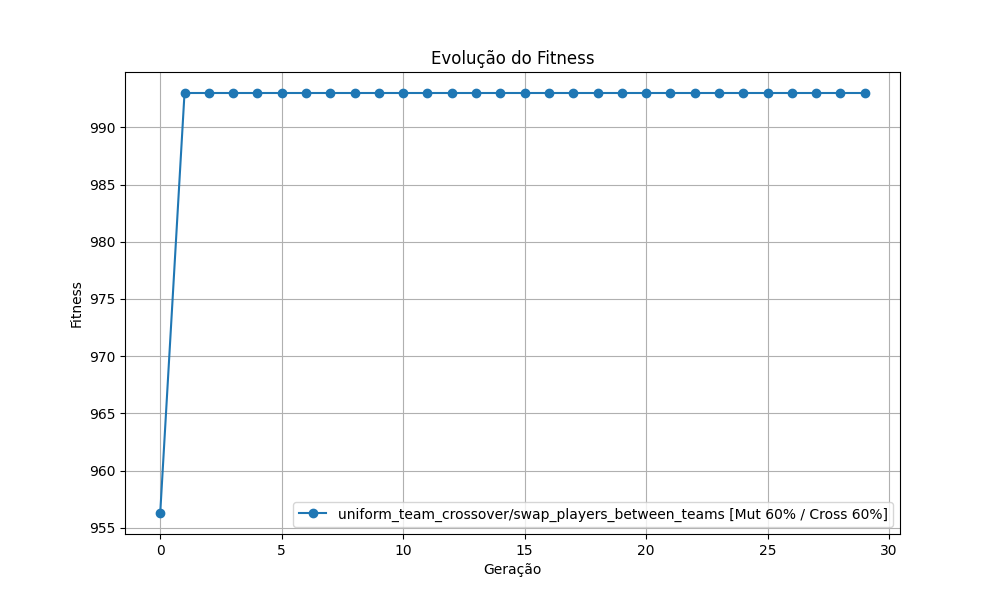 Evolução do Fitness
Fitness
990
985
980
975
970
965
960
955
uniform_team_crossover/swap_players_between_teams [Mut 60% / Cross 60%]
0 5 10 15 20 25 30
Geração